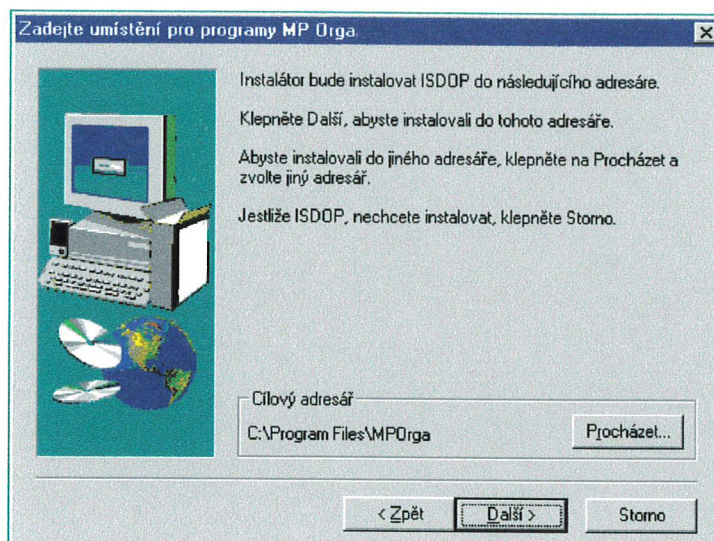 Zadejte umístění pro programy MP Orga.
Instalátor bude instalovat ISDOP do následujícího adresáre.
Klepněte Další, abyste instalovali do tohoto adresáře.
Abyste instalovali do jiného adresáře, klepněte na Procházet a
zvolte jiný adresář.
Jestliže ISDOP, nechcete instalovat, klepněte Storno.
Cílový adresář
C:\Program Files\MPOrga
Procházet...
< Zpět
Další >
Storno